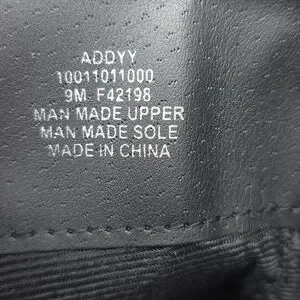 ADDYY
10011011000
9M F42198
MAN MADE UPPER
MAN MADE SOLE
MADE IN CHINA